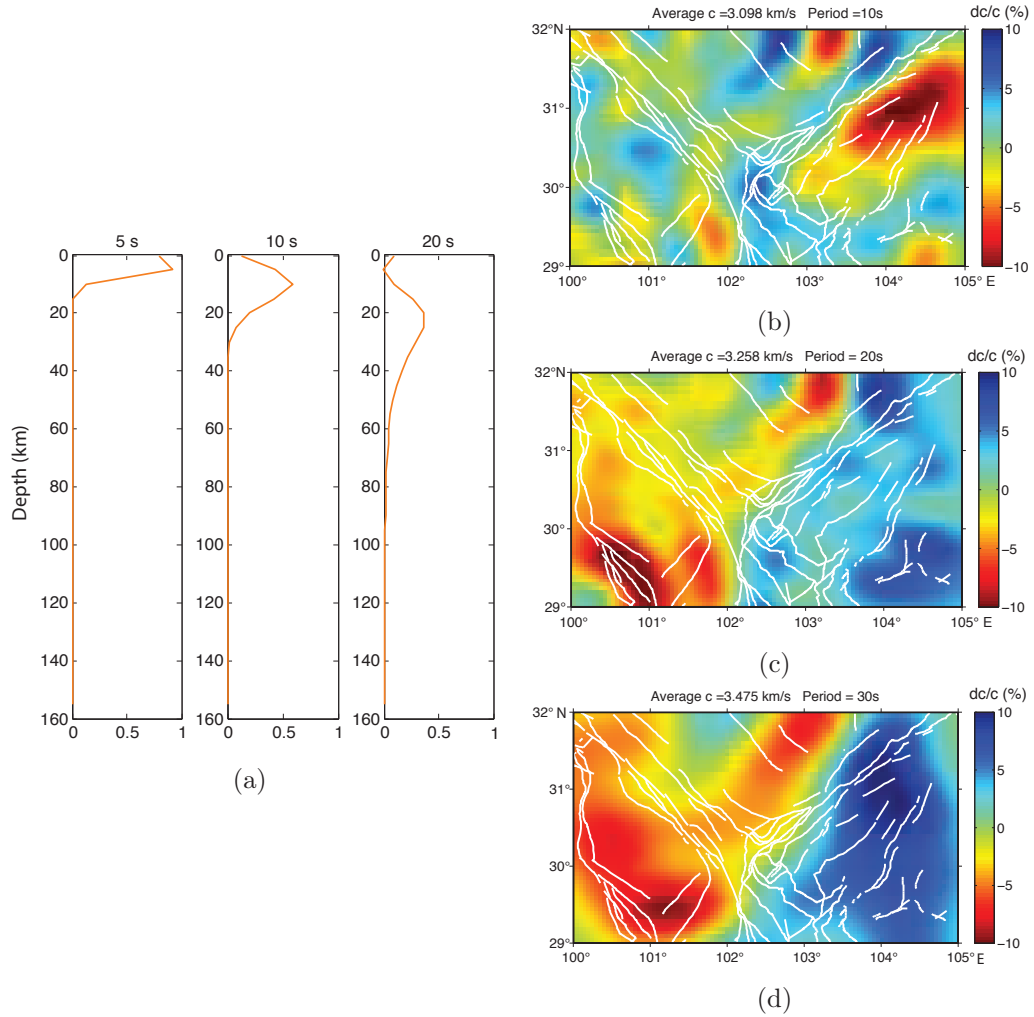 5 s
10 s
20 s
0
20
40
60
80
100
120
140
160
Depth (km)
0
0.5
1
0
0.5
1
0
0.5
1
(a)
Average c =3.098 km/s Period =10s
dc/c (%)
32°N
31°
30°
29°
100°
101°
102°
103°
104°
105° E
10
5
0
−5
−10
(b)
Average c =3.258 km/s Period = 20s
dc/c (%)
32°N
31°
30°
29°
100°
101°
102°
103°
104°
105° E
10
5
0
−5
−10
(c)
Average c =3.475 km/s Period = 30s
dc/c (%)
32° N
31°
30°
29°
100°
101°
102°
103°
104°
105° E
10
5
0
−5
−10
(d)